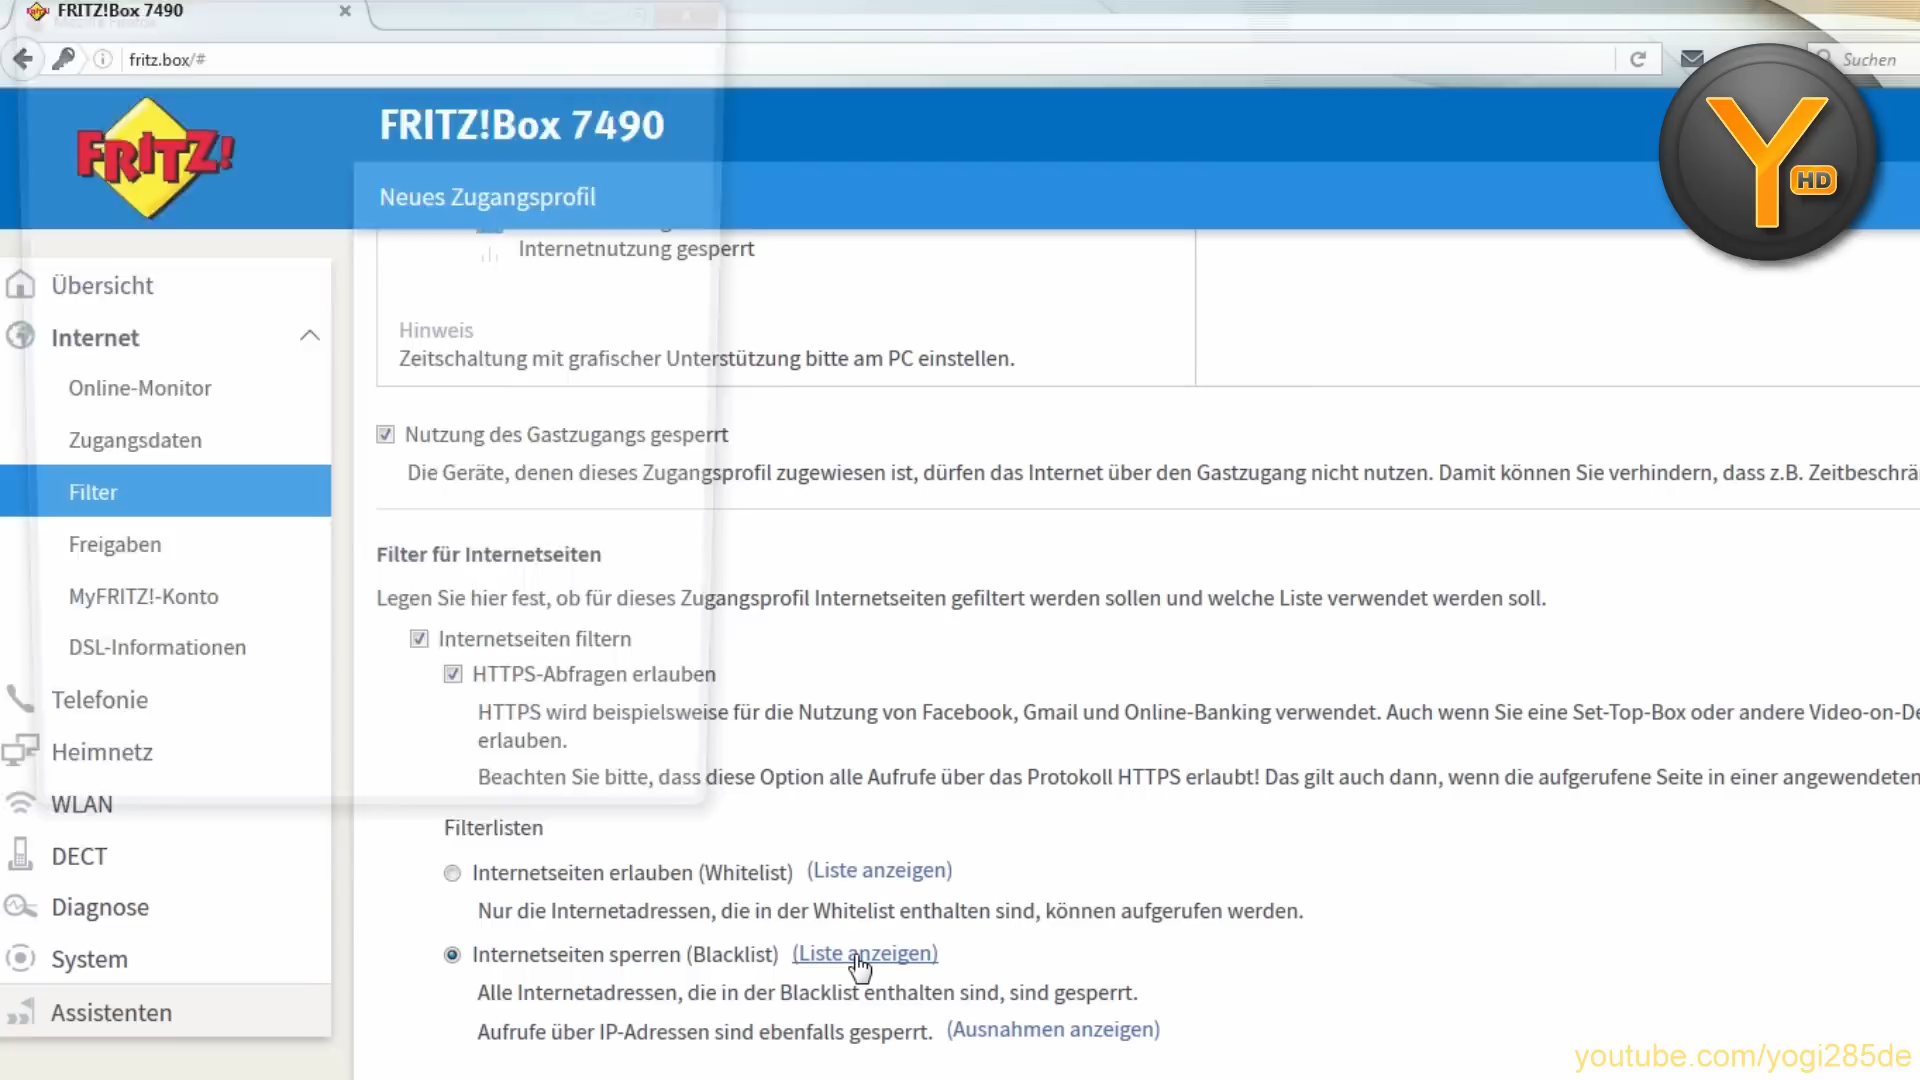 FRITZ!Box 7490
fritz.box/#
Suchen
FRITZ!
FRITZ!Box 7490
Y HD
Neues Zugangsprofil
Internetnutzung gesperrt
Übersicht
Hinweis
Internet
Zeitschaltung mit grafischer Unterstützung bitte am PC einstellen.
Online-Monitor
Zugangsdaten
Nutzung des Gastzugangs gesperrt
Die Geräte, denen dieses Zugangsprofil zugewiesen ist, dürfen das Internet über den Gastzugang nicht nutzen. Damit können Sie verhindern, dass z.B. Zeitbeschrä
Filter
Freigaben
MyFRITZ!-Konto
DSL-Informationen
Telefonie
Heimnetz
WLAN
DECT
Diagnose
System
Assistenten
Filter für Internetseiten
Legen Sie hier fest, ob für dieses Zugangsprofil Internetseiten gefiltert werden sollen und welche Liste verwendet werden soll.
Internetseiten filtern
HTTPS-Abfragen erlauben
HTTPS wird beispielsweise für die Nutzung von Facebook, Gmail und Online-Banking verwendet. Auch wenn Sie eine Set-Top-Box oder andere Video-on-De
erlauben.
Beachten Sie bitte, dass diese Option alle Aufrufe über das Protokoll HTTPS erlaubt! Das gilt auch dann, wenn die aufgerufene Seite in einer angewendeten
Filterlisten
Internetseiten erlauben (Whitelist) (Liste anzeigen)
Nur die Internetadressen, die in der Whitelist enthalten sind, können aufgerufen werden.
Internetseiten sperren (Blacklist) (Liste anzeigen)
Alle Internetadressen, die in der Blacklist enthalten sind, sind gesperrt.
Aufrufe über IP-Adressen sind ebenfalls gesperrt. (Ausnahmen anzeigen)
youtube.com/yogi285de